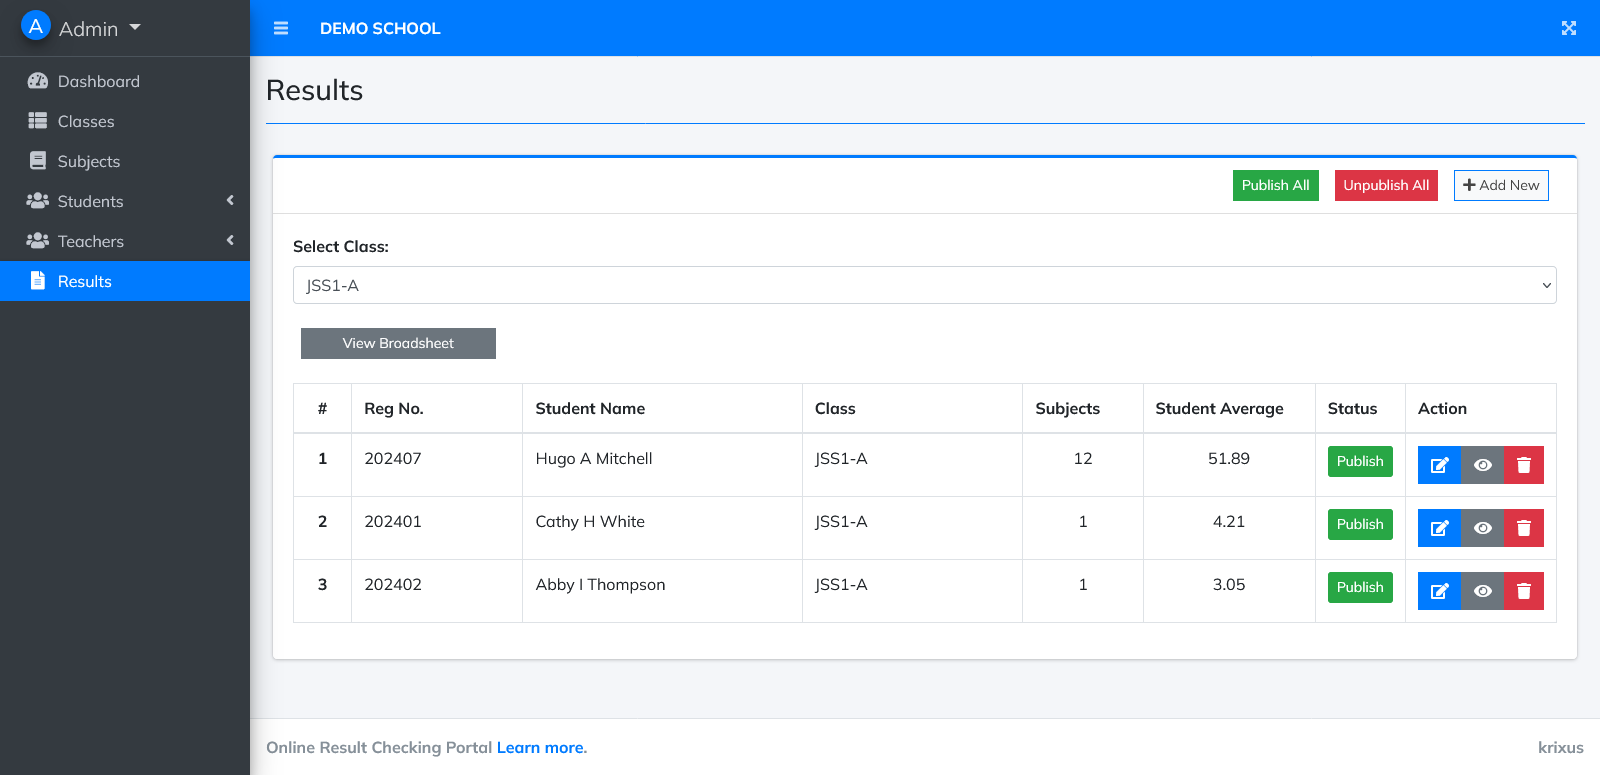 A Admin
DEMO SCHOOL
Dashboard
Classes
Subjects
Students
Teachers
Results
Results
Publish All Unpublish All Add New
Select Class:
JSS1-A
View Broadsheet
# Reg No. Student Name Class Subjects Student Average Status Action
1 202407 Hugo A Mitchell JSS1-A 12 51.89 Publish
2 202401 Cathy H White JSS1-A 1 4.21 Publish
3 202402 Abby I Thompson JSS1-A 1 3.05 Publish
Online Result Checking Portal Learn more. krixus